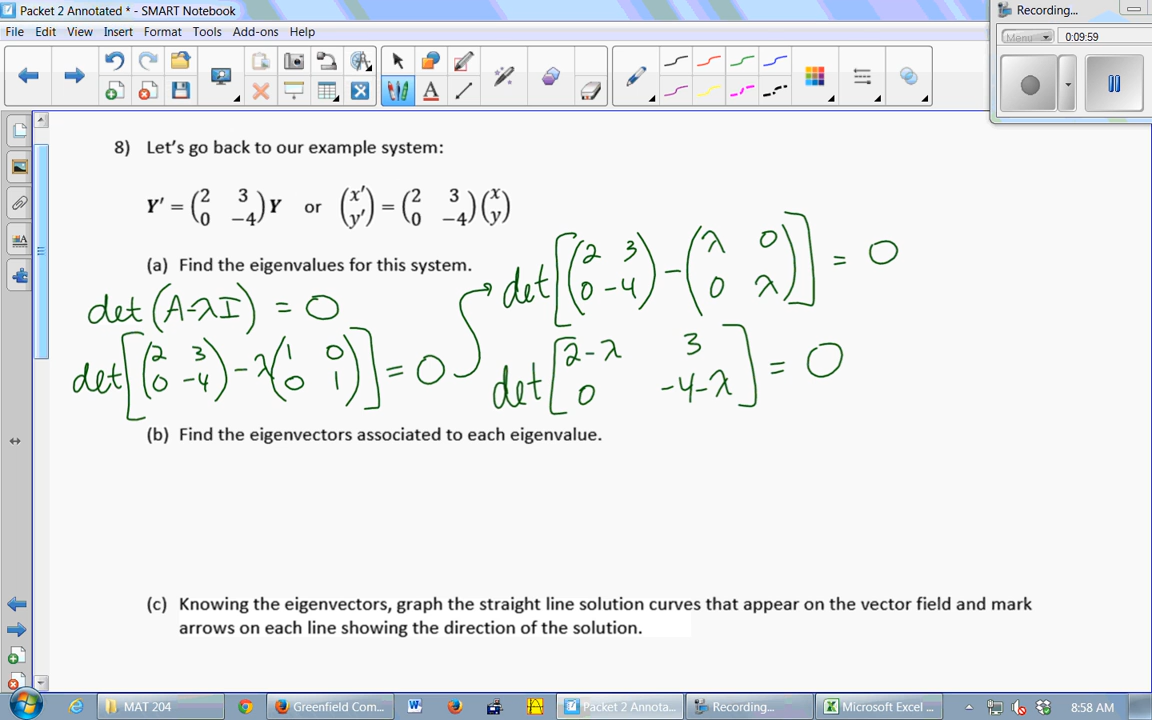 Packet 2 Annotated * - SMART Notebook
Recording...
File Edit View Insert Format Tools Add-ons Help
Menu
0:09:59
8) Let's go back to our example system:
Y' = (2 3 0 −4) Y or (x' y') = (2 3 0 −4) (x y)
(a) Find the eigenvalues for this system.
det (A-λI) = 0
det [(2 3 0 -4) - λ (1 0 0 1)] = 0
det [(2 3 0 -4) - (λ 0 0 λ)] = 0
det [2-λ 3 0 -4-λ] = 0
(b) Find the eigenvectors associated to each eigenvalue.
(c) Knowing the eigenvectors, graph the straight line solution curves that appear on the vector field and mark
arrows on each line showing the direction of the solution.
MAT 204
Greenfield Com...
Packet 2 Annota...
Recording...
Microsoft Excel ...
8:58 AM